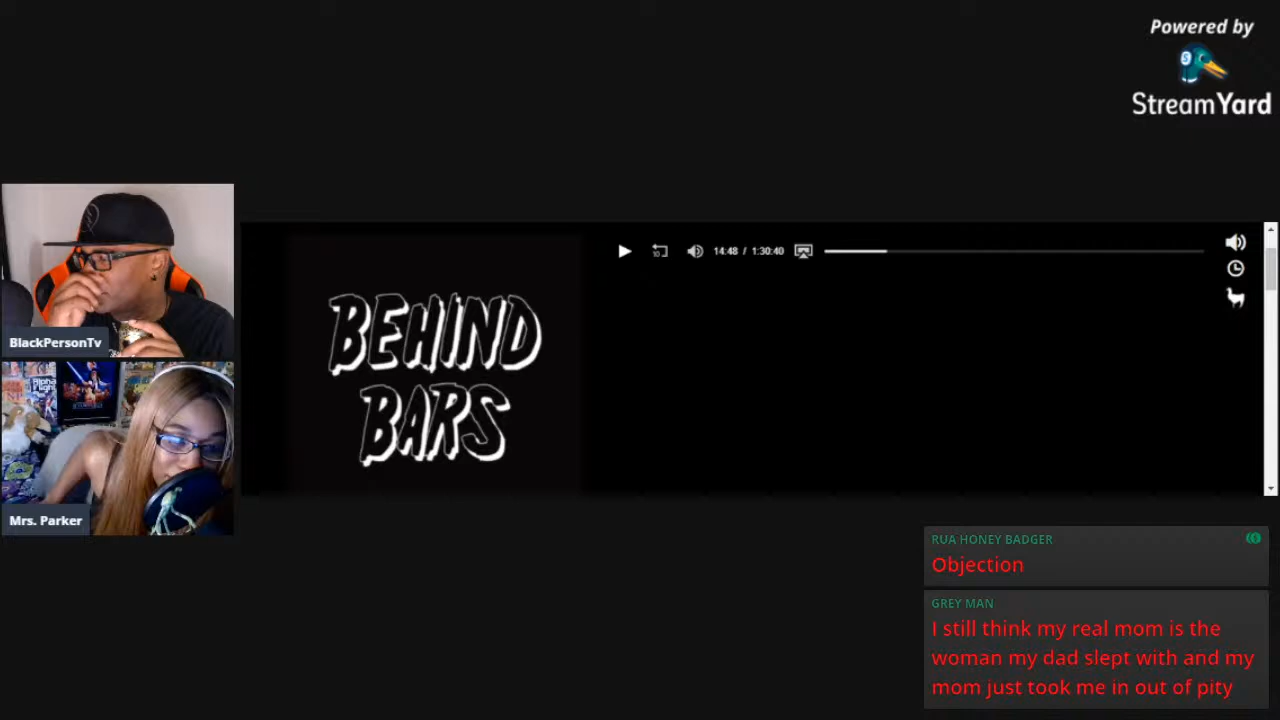 Powered by
StreamYard
BEHIND
BARS
14:48 / 1:30:40
10
BlackPersonTv
Mrs. Parker
RUA HONEY BADGER
Objection
GREY MAN
I still think my real mom is the
woman my dad slept with and my
mom just took me in out of pity